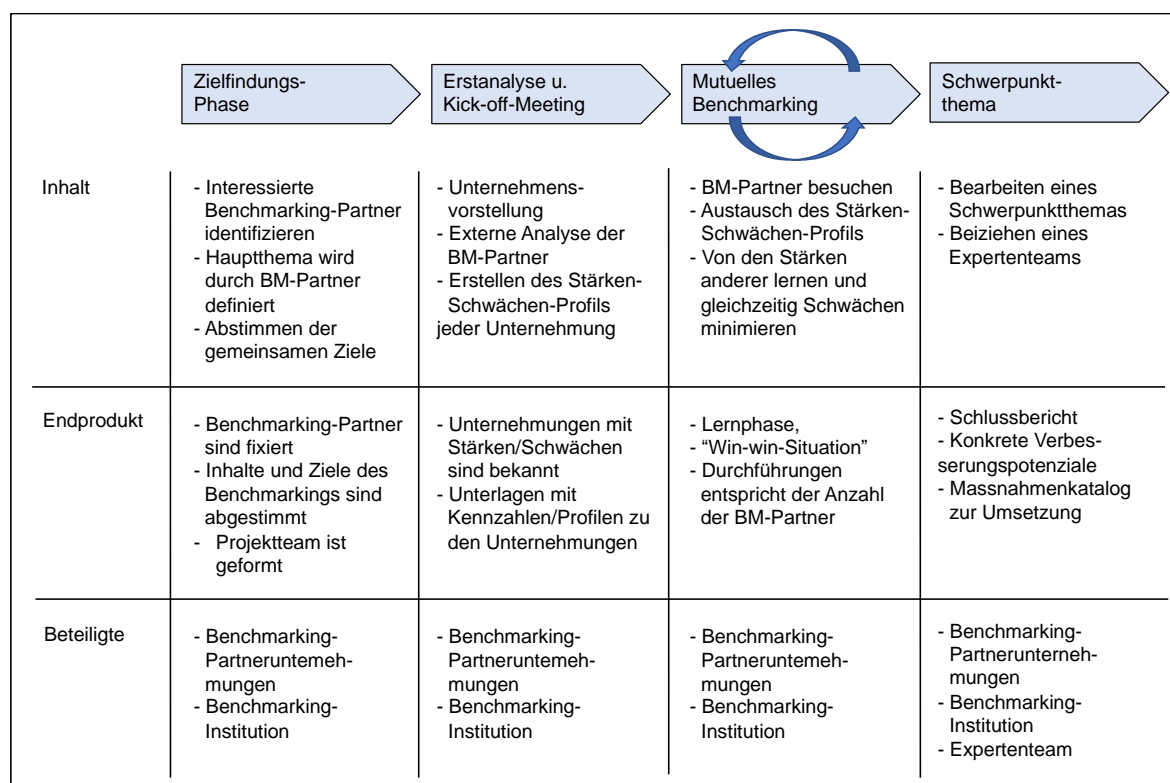 Zielfindungs-
Phase
Erstanalyse u.
Kick-off-Meeting
Mutuelles
Benchmarking
Schwerpunkt-
thema
Inhalt
- Interessierte
Benchmarking-Partner
identifizieren
- Hauptthema wird
durch BM-Partner
definiert
- Abstimmen der
gemeinsamen Ziele
- Unternehmens-
vorstellung
- Externe Analyse der
BM-Partner
- Erstellen des Stärken-
Schwächen-Profils
jeder Unternehmung
- BM-Partner besuchen
- Austausch des Stärken-
Schwächen-Profils
- Von den Stärken
anderer lernen und
gleichzeitig Schwächen
minimieren
- Bearbeiten eines
Schwerpunktthemas
- Beiziehen eines
Expertenteams
Endprodukt
- Benchmarking-Partner
sind fixiert
- Inhalte und Ziele des
Benchmarkings sind
abgestimmt
- Projektteam ist
geformt
- Unternehmungen mit
Stärken/Schwächen
sind bekannt
- Unterlagen mit
Kennzahlen/Profilen zu
den Unternehmungen
- Lernphase,
- “Win-win-Situation”
- Durchführungen
entspricht der Anzahl
der BM-Partner
- Schlussbericht
- Konkrete Verbes-
serungspotenziale
- Massnahmenkatalog
zur Umsetzung
Beteiligte
- Benchmarking-
Partneruntemeh-
mungen
- Benchmarking-
Institution
- Benchmarking-
Partneruntemeh-
mungen
- Benchmarking-
Institution
- Benchmarking-
Partneruntemeh-
mungen
- Benchmarking-
Institution
- Benchmarking-
Partnerunterneh-
mungen
- Benchmarking-
Institution
- Expertenteam